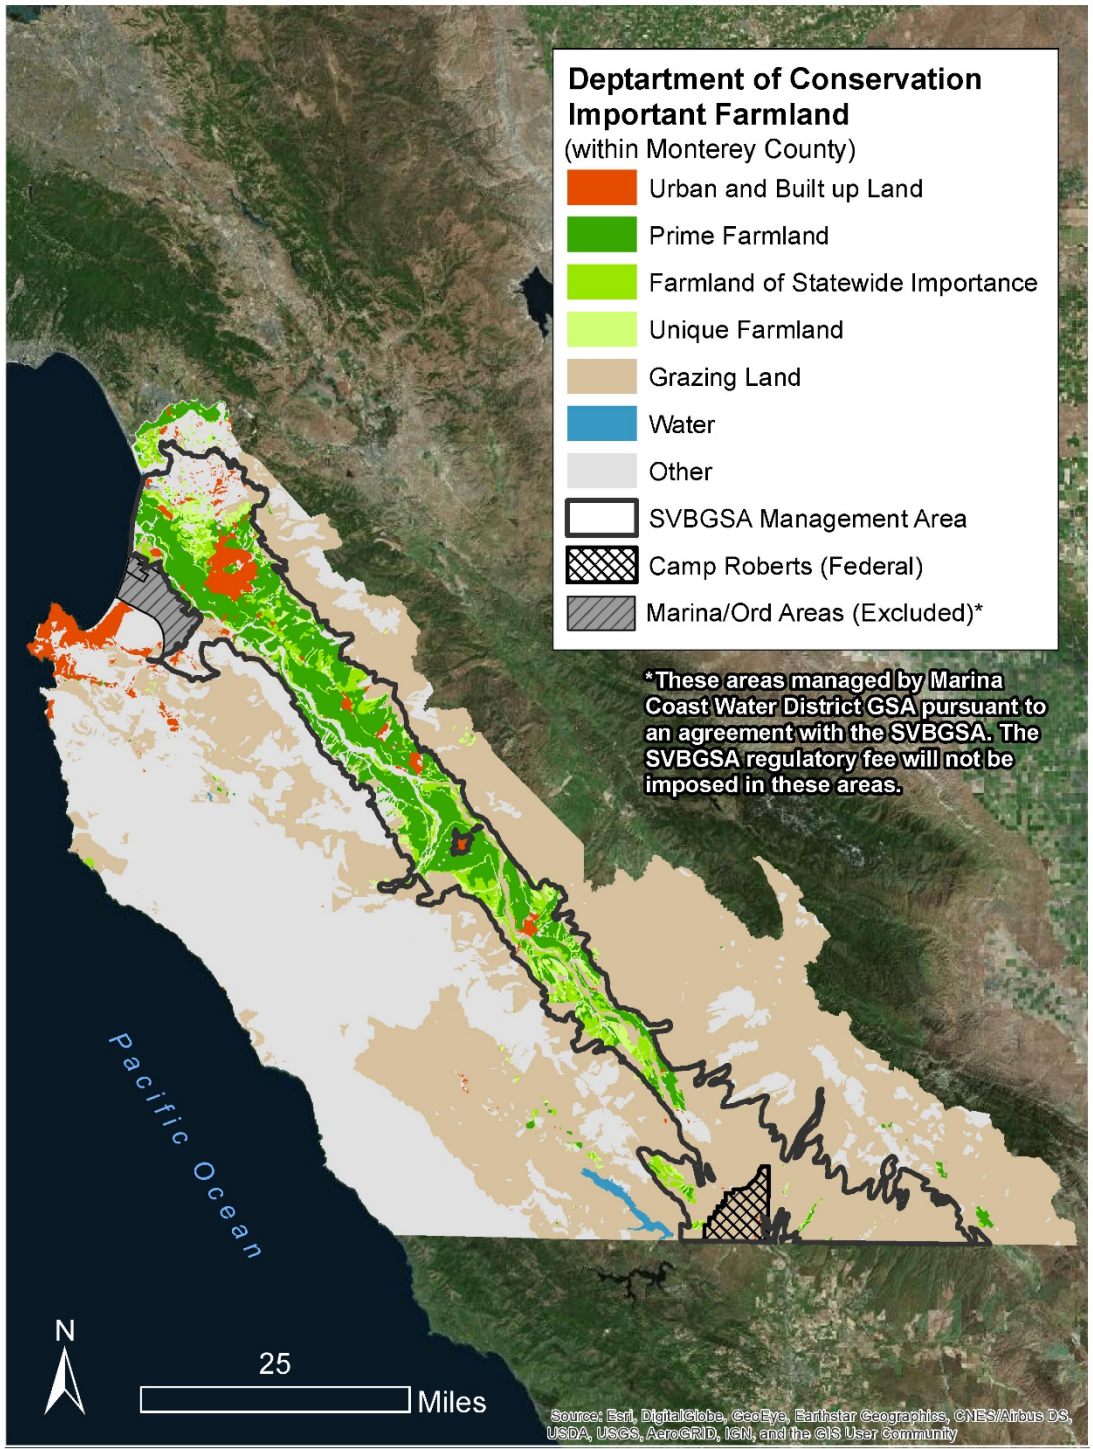 Deptartment of Conservation
Important Farmland
(within Monterey County)
Urban and Built up Land
Prime Farmland
Farmland of Statewide Importance
Unique Farmland
Grazing Land
Water
Other
SVBGSA Management Area
Camp Roberts (Federal)
Marina/Ord Areas (Excluded)*
*These areas managed by Marina
Coast Water District GSA pursuant to
an agreement with the SVBGSA. The
SVBGSA regulatory fee will not be
imposed in these areas.
Pacific Ocean
N
25
Miles
Source: Esri, DigitalGlobe, GeoEye, Earthstar Geographics, CNES/Airbus DS,
USDA, USGS, AeroGRID, IGN, and the GIS User Community